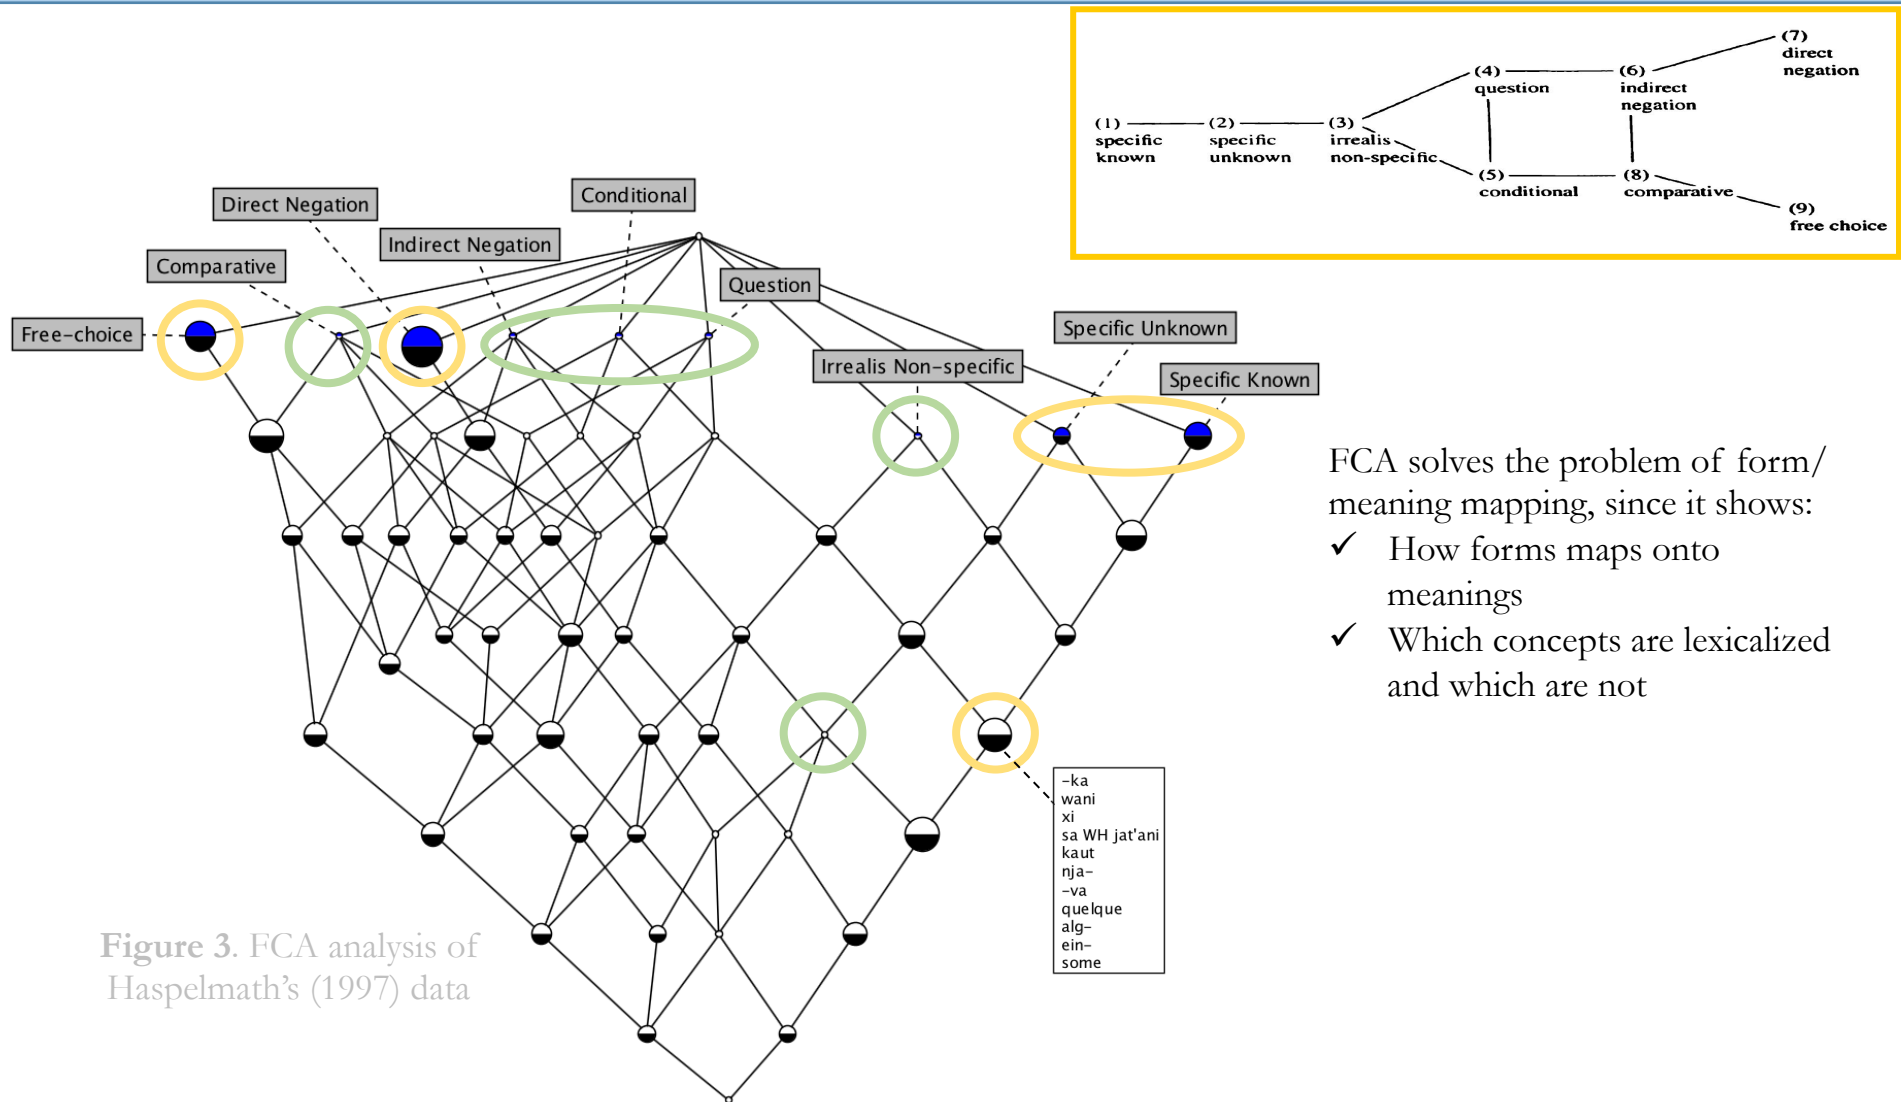 (7)
direct
negation
(4)
question
(6)
indirect
negation
(1)
specific
known
(2)
specific
unknown
(3)
irrealis
non-specific
(5)
conditional
(8)
comparative
(9)
free choice
Conditional
Direct Negation
Indirect Negation
Comparative
Question
Free-choice
Specific Unknown
Irrealis Non-specific
Specific Known
FCA solves the problem of form/
meaning mapping, since it shows:
✓ How forms maps onto
meanings
✓ Which concepts are lexicalized
and which are not
-ka
wani
xi
sa WH jat'ani
kaut
nja-
-va
quelque
alg-
ein-
some
Figure 3. FCA analysis of
Haspelmath's (1997) data